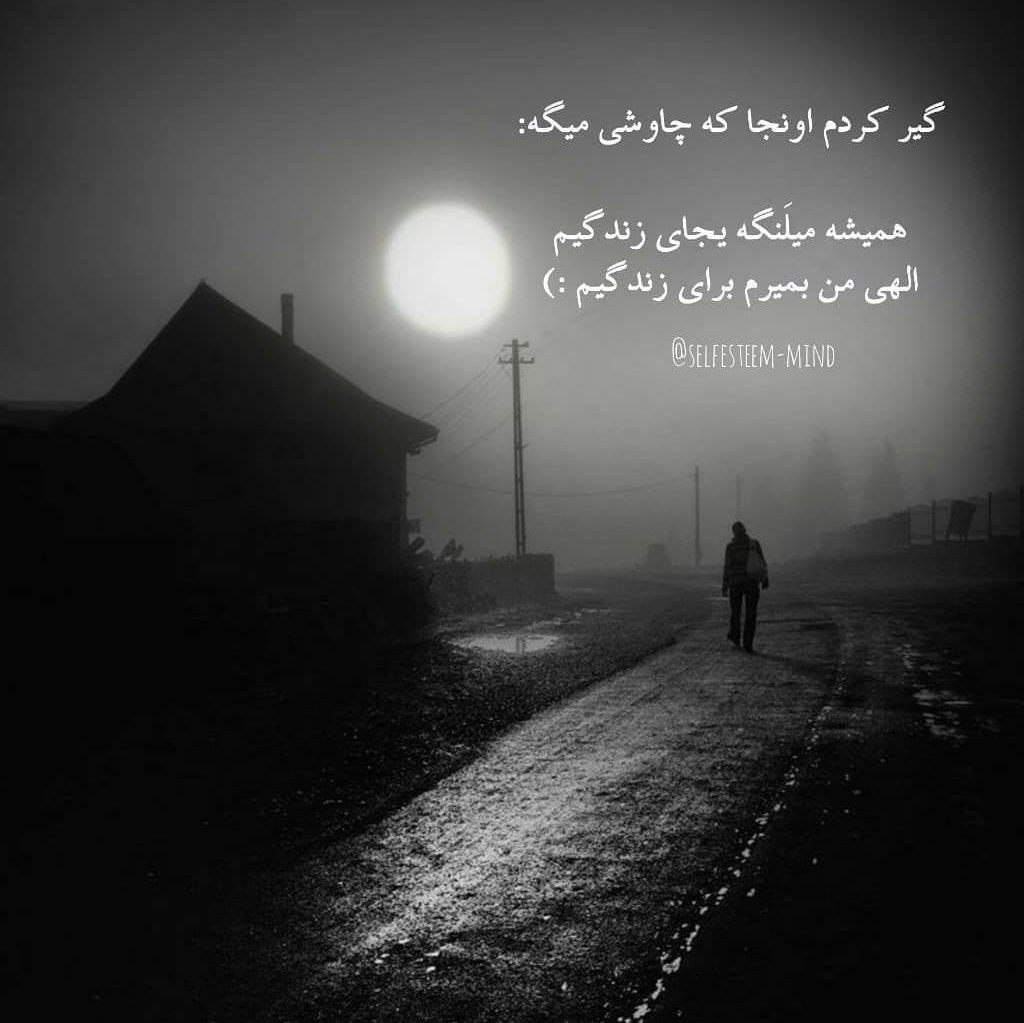 گیر کردم اونجا که چاوشی میگه:
همیشه میلَنگه یجای زندگیم
الهی من بمیرم برای زندگیم :)
@SELFESTEEM-MIND